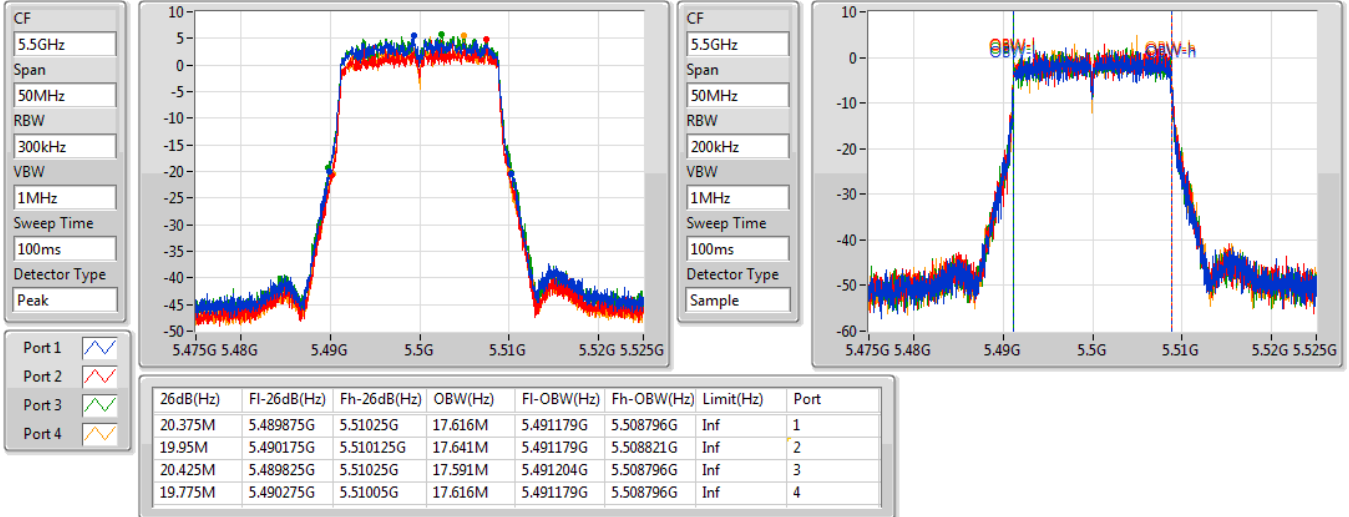 CF
5.5GHz
Span
50MHz
RBW
300kHz
VBW
1MHz
Sweep Time
100ms
Detector Type
Peak
10
5
0
-5
-10
-15
-20
-25
-30
-35
-40
-45
-50
5.475G 5.48G 5.49G 5.5G 5.51G 5.52G 5.525G
CF
5.5GHz
Span
50MHz
RBW
200kHz
VBW
1MHz
Sweep Time
100ms
Detector Type
Sample
10
0
-10
-20
-30
-40
-50
-60
OBW-h
5.475G 5.48G 5.49G 5.5G 5.51G 5.52G 5.525G
Port 1
Port 2
Port 3
Port 4
26dB(Hz) Fl-26dB(Hz) Fh-26dB(Hz) OBW(Hz) Fl-OBW(Hz) Fh-OBW(Hz) Limit(Hz) Port
20.375M 5.489875G 5.51025G 17.616M 5.491179G 5.508796G Inf 1
19.95M 5.490175G 5.510125G 17.641M 5.491179G 5.508821G Inf 2
20.425M 5.489825G 5.51025G 17.591M 5.491204G 5.508796G Inf 3
19.775M 5.490275G 5.51005G 17.616M 5.491179G 5.508796G Inf 4